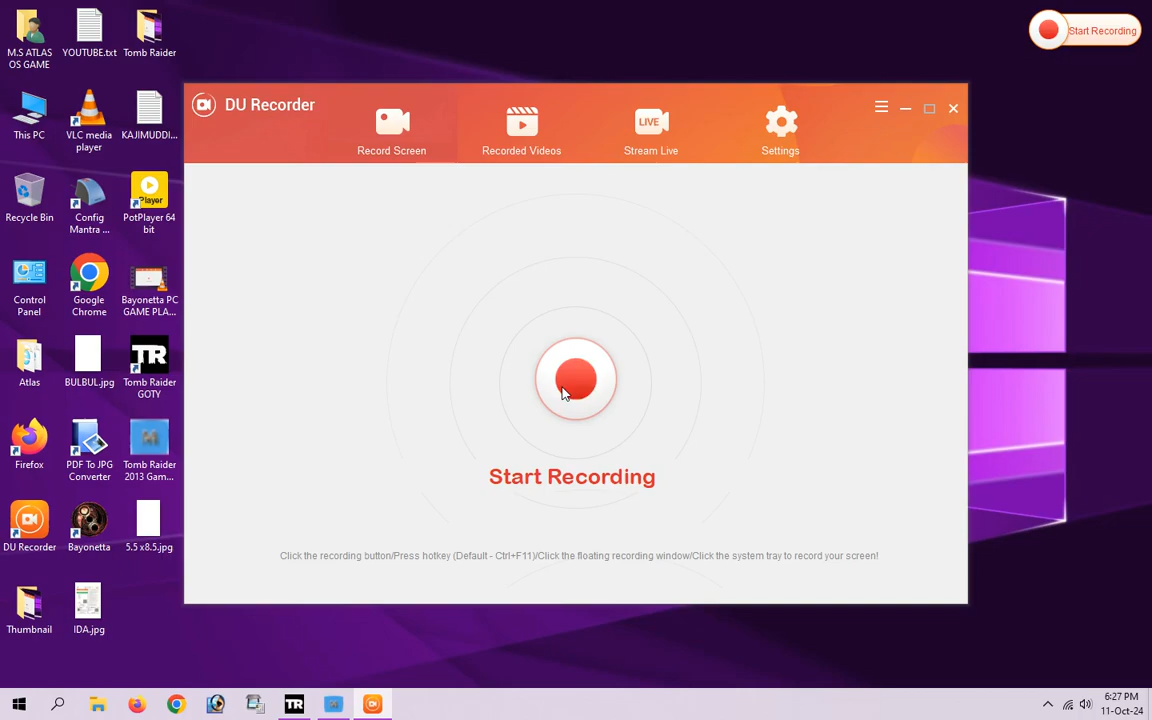 M.S ATLAS
OS GAME
YOUTUBE.txt
Tomb Raider
Start Recording
This PC
VLC media
player
KAJIMUDDI...
Recycle Bin
Config
Mantra ...
Player
PotPlayer 64
bit
Control
Panel
Google
Chrome
Bayonetta PC
GAME PLA...
Atlas
BULBUL.jpg
TR
Tomb Raider
GOTY
Firefox
PDF To JPG
Converter
Tomb Raider
2013 Gam...
DU Recorder
Bayonetta
5.5 x8.5.jpg
Thumbnail
IDA.jpg
DU Recorder
Record Screen
Recorded Videos
LIVE
Stream Live
Settings
Start Recording
Click the recording button/Press hotkey (Default - Ctrl+F11)/Click the floating recording window/Click the system tray to record your screen!
TR
6:27 PM
11-Oct-24